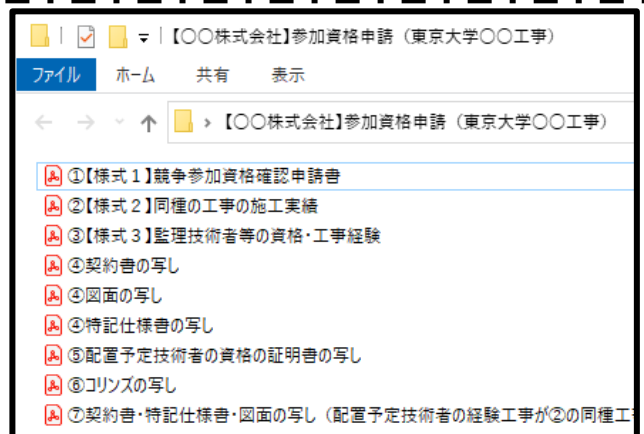 【○○株式会社】参加資格申請（東京大学○○工事）
ファイル ホーム 共有 表示
【○○株式会社】参加資格申請（東京大学○○工事）
①【様式１】競争参加資格確認申請書
②【様式２】同種の工事の施工実績
③【様式３】監理技術者等の資格・工事経験
④契約書の写し
④図面の写し
④特記仕様書の写し
⑤配置予定技術者の資格の証明書の写し
⑥コリンズの写し
⑦契約書・特記仕様書・図面の写し（配置予定技術者の経験工事が②の同種工